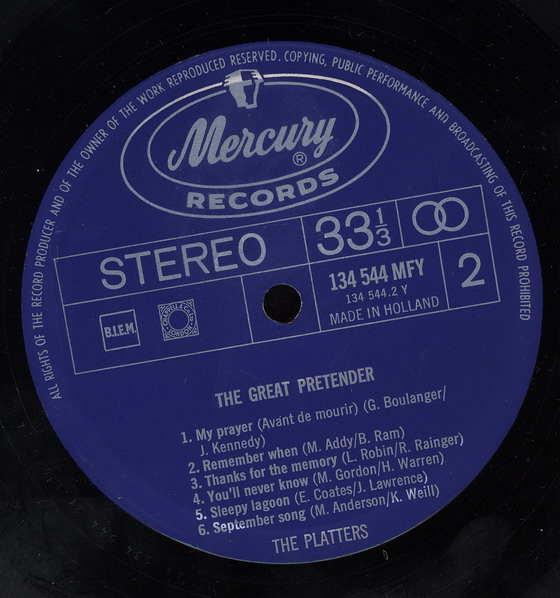 ALL RIGHTS OF THE RECORD PRODUCER AND OF THE OWNER OF THE WORK REPRODUCED RESERVED. COPYING, PUBLIC PERFORMANCE AND BROADCASTING OF THIS RECORD PROHIBITED
Mercury ®
RECORDS
STEREO
33 1/3
134 544 MFY
134 544.2 Y
MADE IN HOLLAND
2
B.I.E.M.
THE GREAT PRETENDER
1. My prayer (Avant de mourir) (G. Boulanger/
J. Kennedy)
2. Remember when (M. Addy/B. Ram)
3. Thanks for the memory (L. Robin/R. Rainger)
4. You'll never know (M. Gordon/H. Warren)
5. Sleepy lagoon (E. Coates/J. Lawrence)
6. September song (M. Anderson/K. Weill)
THE PLATTERS